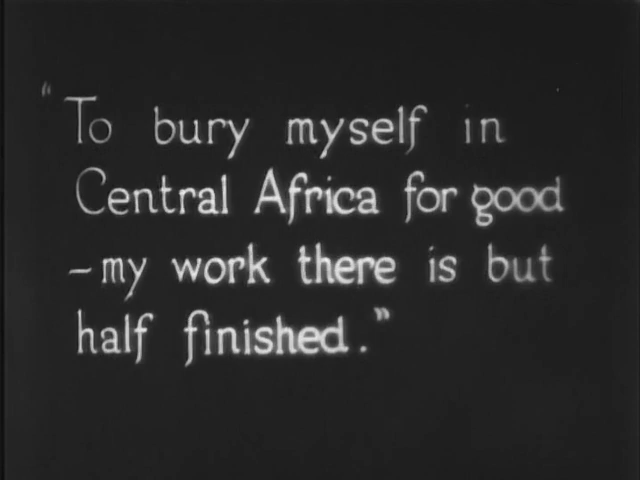 "To bury myself in
Central Africa for good
– my work there is but
half finished."